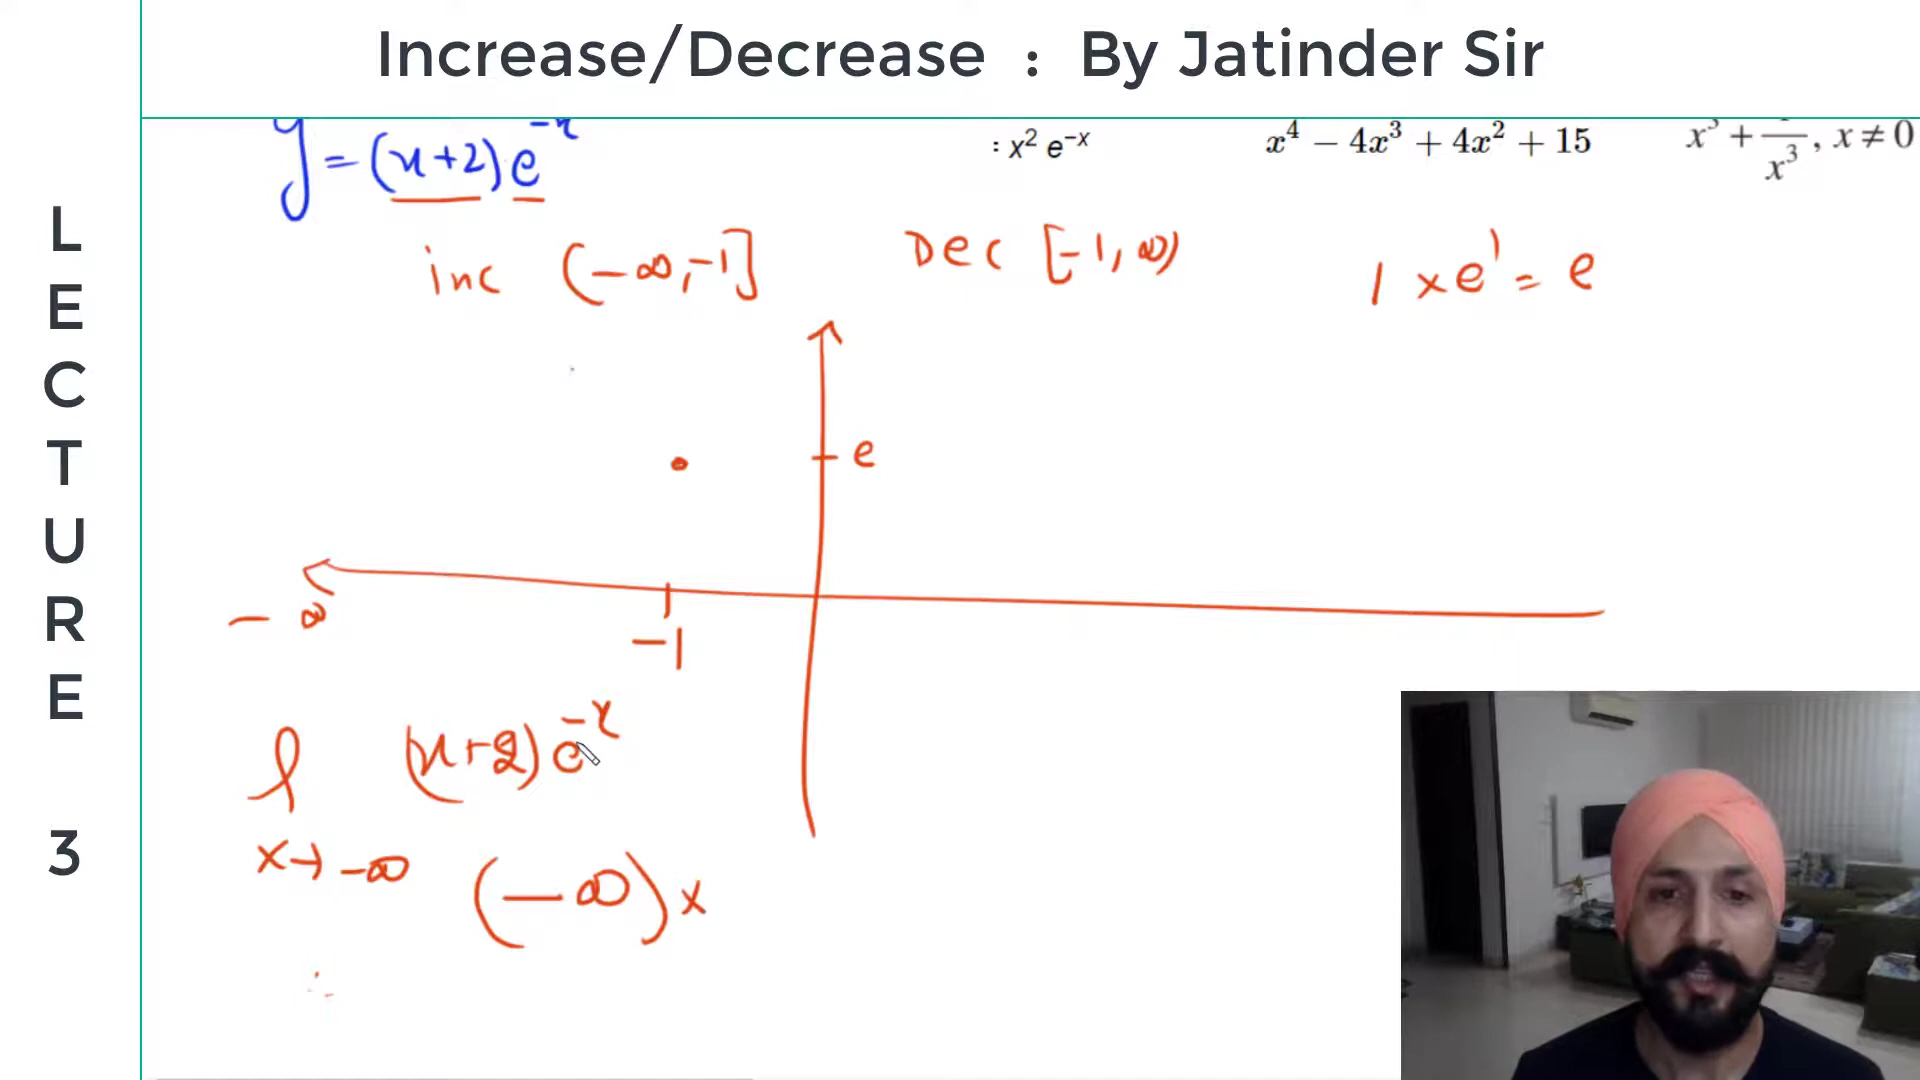 Increase/Decrease : By Jatinder Sir
LECTURE 3
y = (x+2) e^{-x}
: x² e^{-x}
x⁴ − 4x³ + 4x² + 15
, x ≠ 0
inc (−∞, −1]
Dec [−1, ∞)
1 × e¹ = e
e
− ∞
−1
l (x+2) e^{-x}
x→ −∞
(−∞) ×